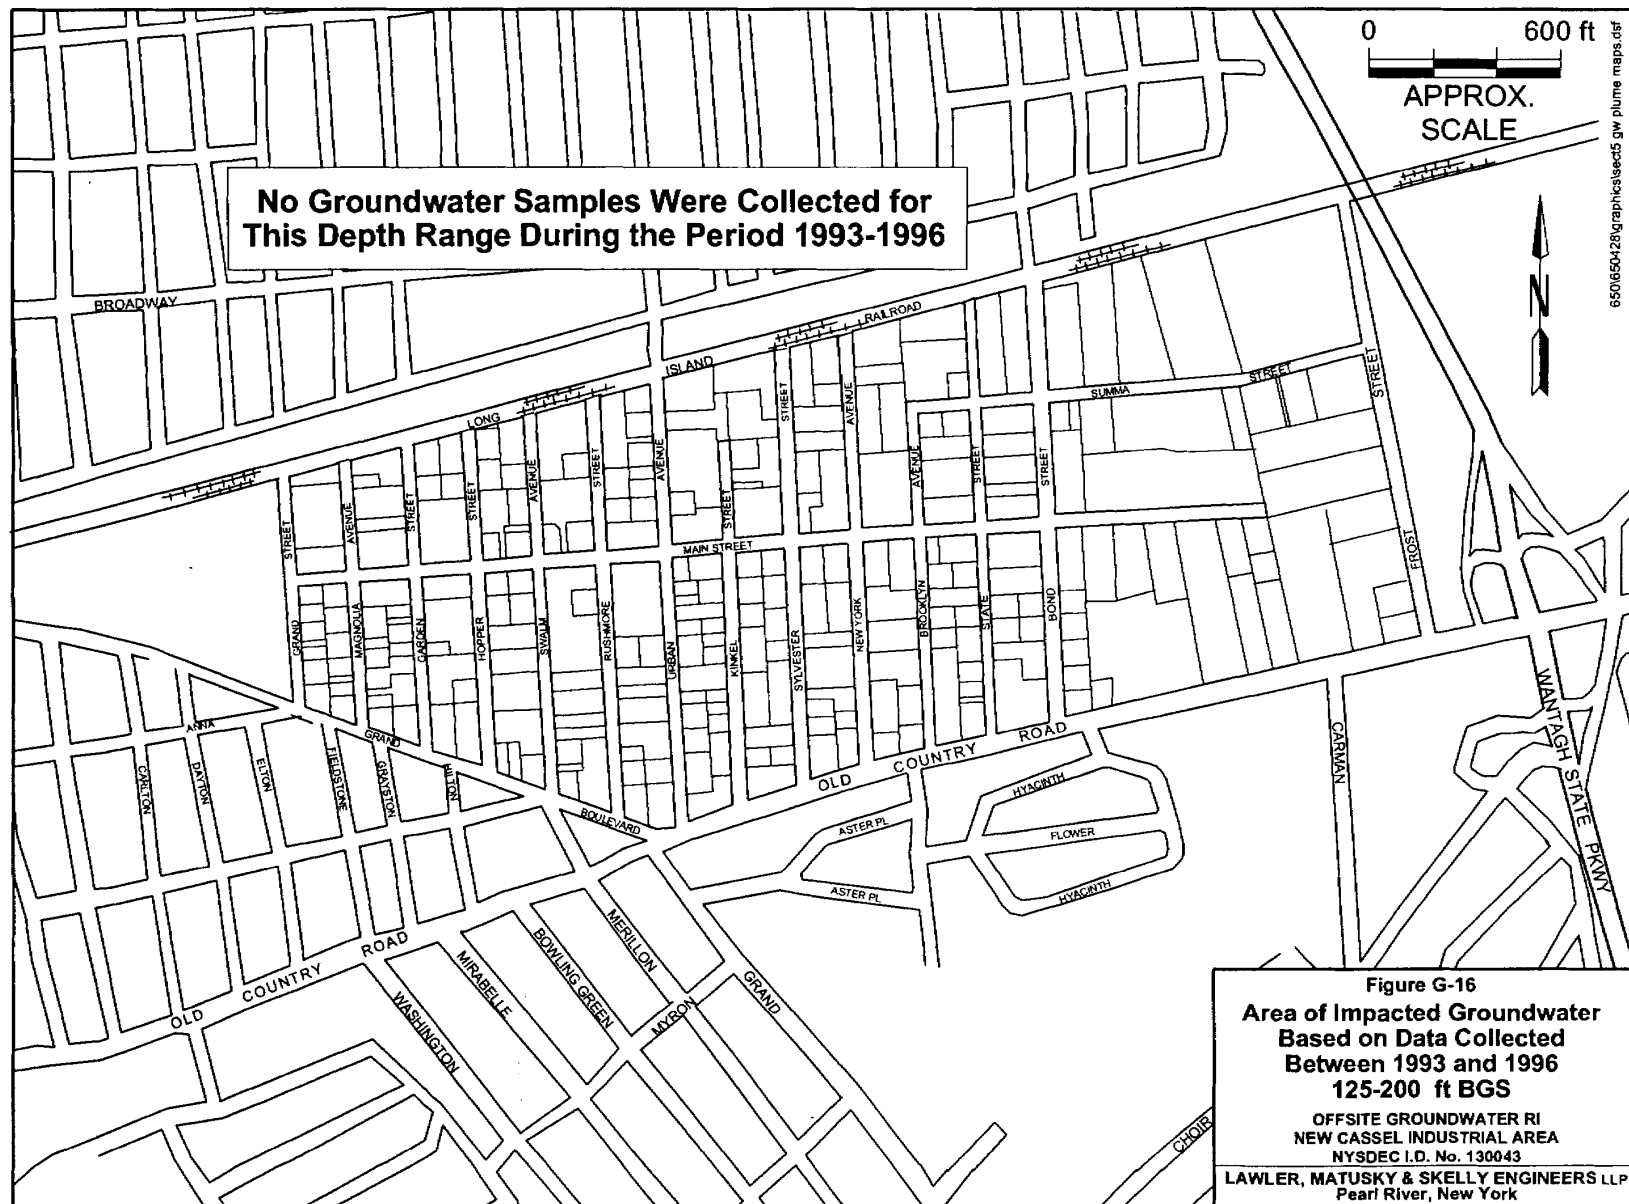 0 600 ft
APPROX.
SCALE
650\650428\graphics\sect5 gw plume maps.dsf
No Groundwater Samples Were Collected for
This Depth Range During the Period 1993-1996
N
BROADWAY
LONG
ISLAND
RAILROAD
SUMMA
STREET
STREET
FROST
STREET
AVENUE
STREET
STREET
AVENUE
STREET
AVENUE
STREET
STREET
AVENUE
AVENUE
STREET
STREET
MAIN STREET
GRAND
MAGNOLIA
GARDEN
HOPPER
SWALM
RUSHMORE
URBAN
KINKEL
SYLVESTER
NEW YORK
BROOKLYN
STATE
BOND
ANNA
GRAND
BOULEVARD
CARLTON
DAYTON
ELTON
FIELDSTONE
GRAYSTON
HILTON
OLD COUNTRY ROAD
HYACINTH
ASTER PL
FLOWER
ASTER PL
HYACINTH
CARMAN
WANTAGH STATE PKWY
OLD COUNTRY ROAD
WASHINGTON
MIRABELLE
BOWLING GREEN
MERILLON
MYRON
GRAND
CHOIR
Figure G-16
Area of Impacted Groundwater
Based on Data Collected
Between 1993 and 1996
125-200 ft BGS
OFFSITE GROUNDWATER RI
NEW CASSEL INDUSTRIAL AREA
NYSDEC I.D. No. 130043
LAWLER, MATUSKY & SKELLY ENGINEERS LLP
Pearl River, New York